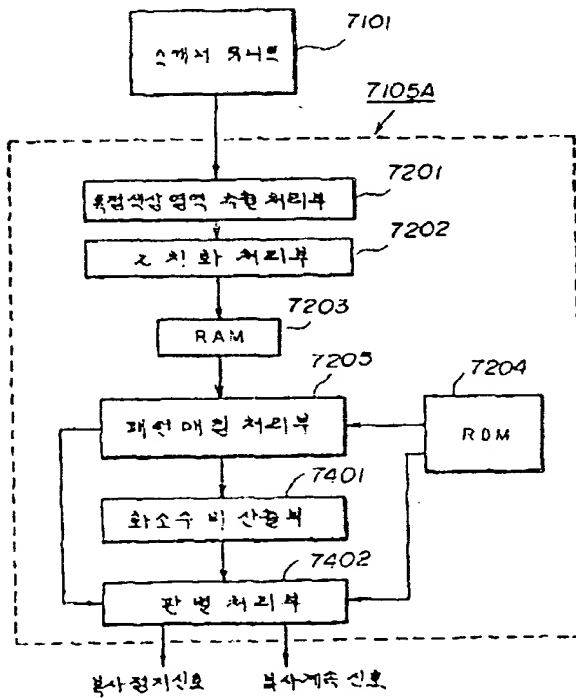 7101
스캐너 유니트
7105A
7201
특정색상 영역 추출 처리부
7202
2 치화 처리부
7203
RAM
7205
7204
패턴 매칭 처리부
ROM
7401
화소수 비 산출부
7402
판별 처리부
복사정지신호
복사계속 신호